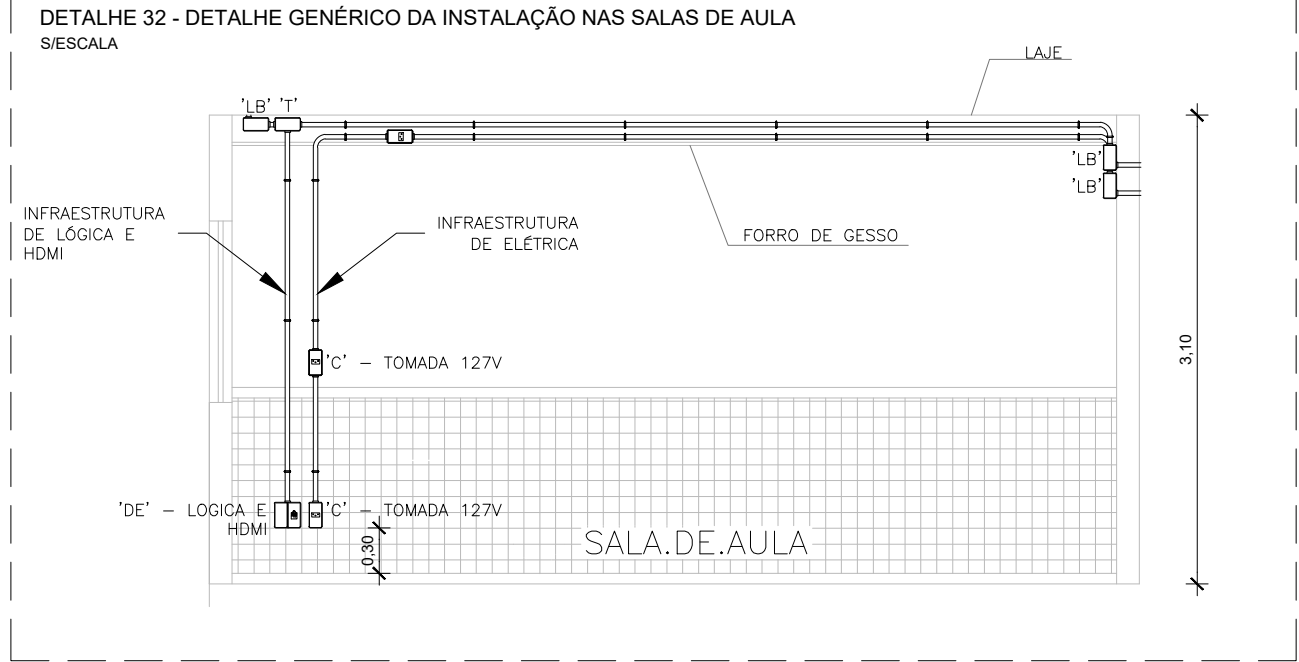 DETALHE 32 - DETALHE GENÉRICO DA INSTALAÇÃO NAS SALAS DE AULA
S/ESCALA
LAJE
'LB' 'T'
'LB'
'LB'
INFRAESTRUTURA
DE LÓGICA E
HDMI
INFRAESTRUTURA
DE ELÉTRICA
FORRO DE GESSO
3,10
'C' – TOMADA 127V
'DE' – LOGICA E
HDMI
'C' – TOMADA 127V
0,30
SALA.DE.AULA